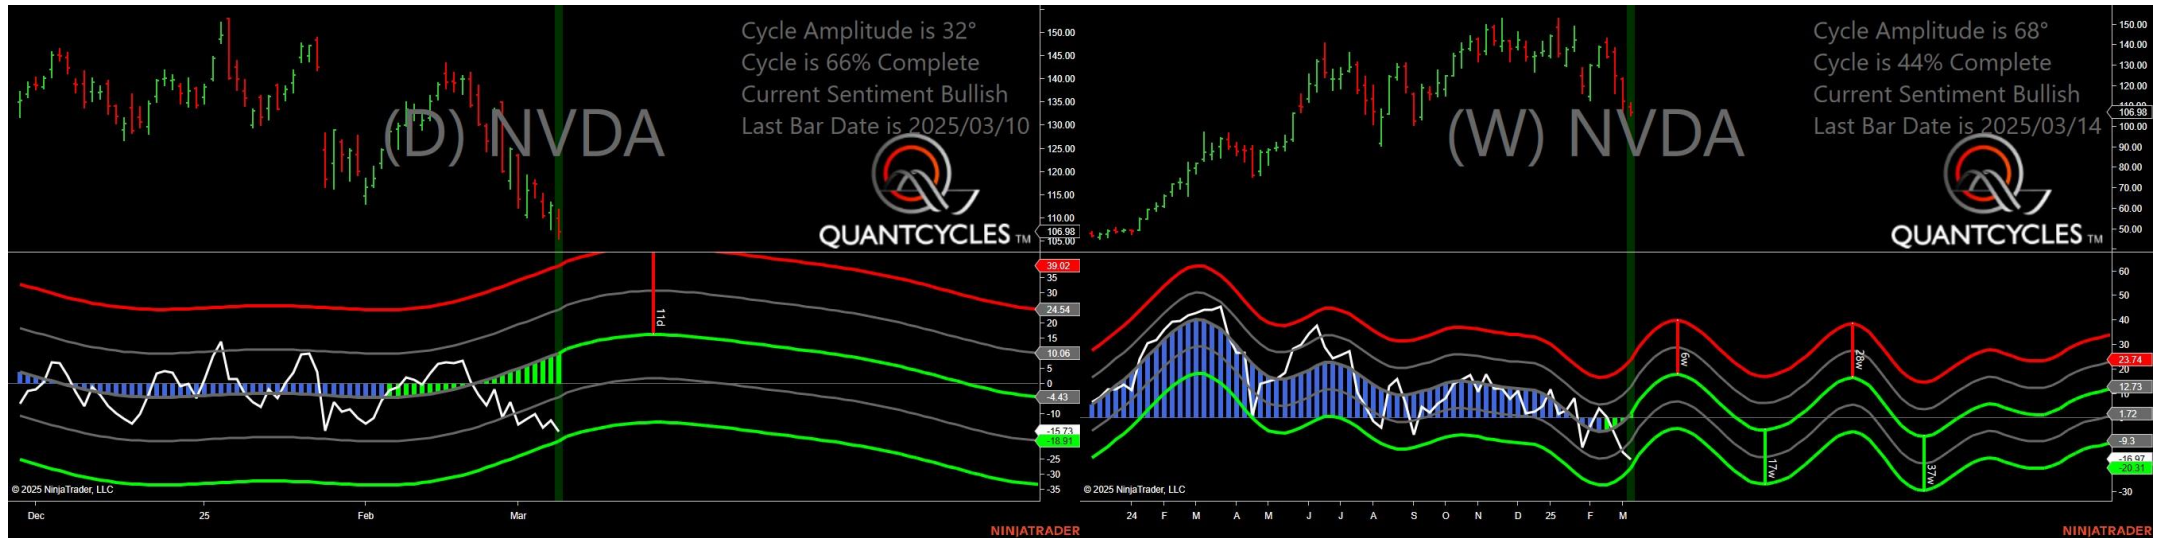 Cycle Amplitude is 32°
Cycle is 66% Complete
Current Sentiment Bullish
Last Bar Date is 2025/03/10
(D) NVDA
QUANTCYCLES TM
150.00
145.00
140.00
135.00
130.00
125.00
120.00
115.00
110.00
106.98
105.00
39.02
35
30
24.54
20
15
10.06
5
0
-4.43
-10
-15.73
-18.91
-25
-30
-35
11d
© 2025 NinjaTrader, LLC
Dec
25
Feb
Mar
NINJATRADER
Cycle Amplitude is 68°
Cycle is 44% Complete
Current Sentiment Bullish
Last Bar Date is 2025/03/14
(W) NVDA
QUANTCYCLES TM
150.00
140.00
130.00
120.00
110.00
106.98
100.00
90.00
80.00
70.00
60.00
50.00
60
50
40
30
23.74
20
12.73
10
1.72
-9.3
-16.97
-20.31
-30
6w
28w
17w
37w
© 2025 NinjaTrader, LLC
24 F M A M J J A S O N D 25 F M
NINJATRADER